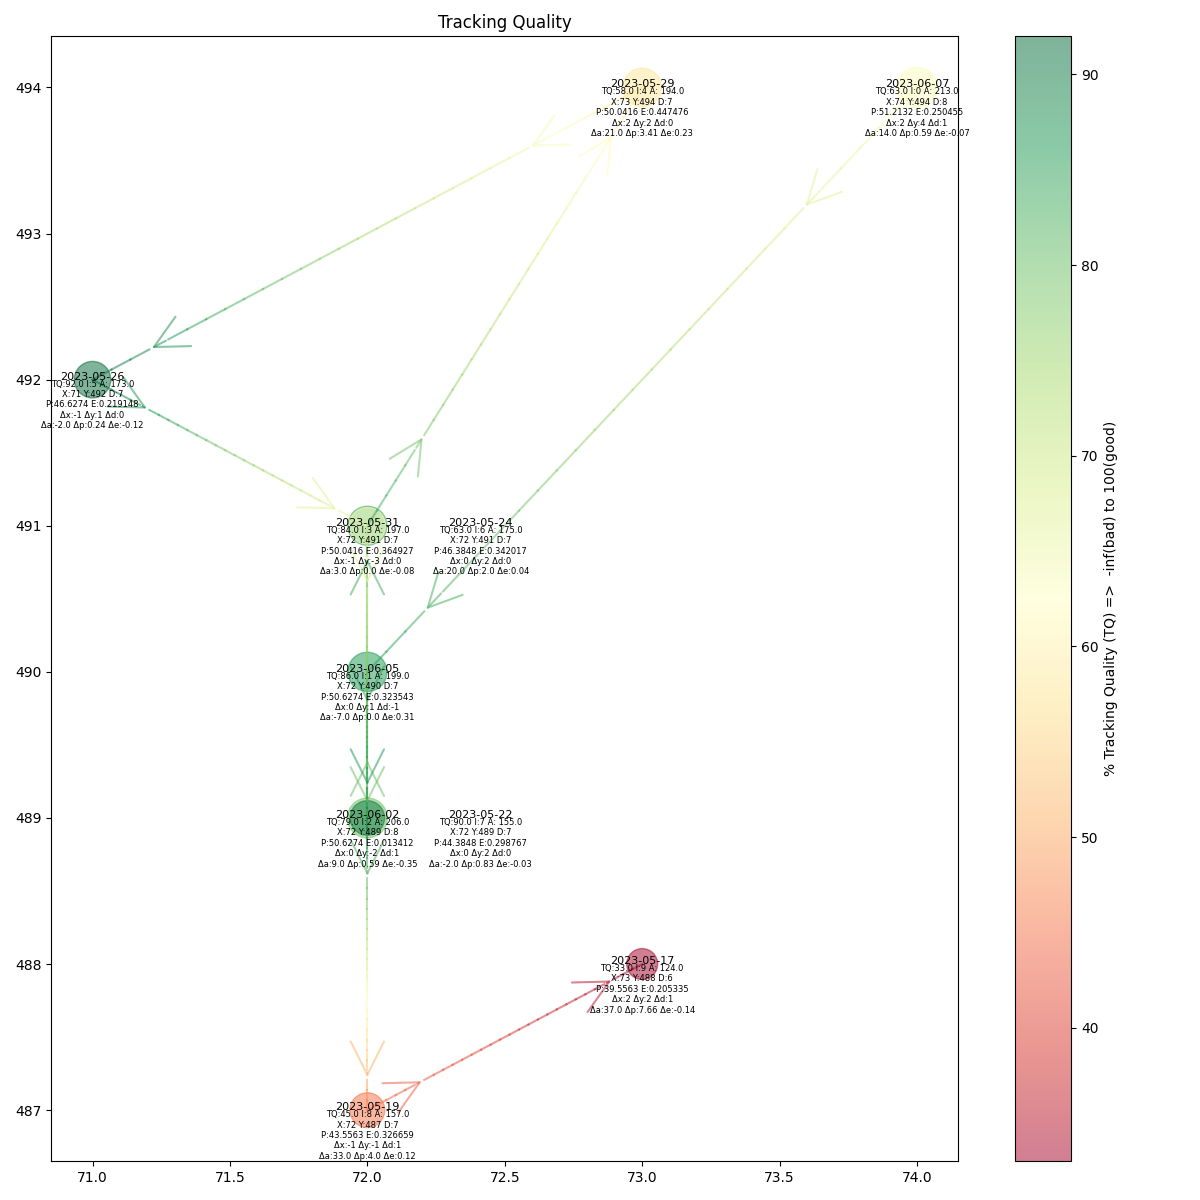 Tracking Quality
494
493
492
491
490
489
488
487
71.0
71.5
72.0
72.5
73.0
73.5
74.0
2023-05-29
TQ:58.0 I:4 A: 194.0
X:73 Y:494 D:7
P:50.0416 E:0.447476
Δx:2 Δy:2 Δd:0
Δa:21.0 Δp:3.41 Δe:0.23
2023-06-07
TQ:63.0 I:0 A: 213.0
X:74 Y:494 D:8
P:51.2132 E:0.250455
Δx:2 Δy:4 Δd:1
Δa:14.0 Δp:0.59 Δe:-0.07
2023-05-26
TQ:92.0 I:5 A: 173.0
X:71 Y:492 D:7
P:46.6274 E:0.219148
Δx:-1 Δy:1 Δd:0
Δa:-2.0 Δp:0.24 Δe:-0.12
2023-05-31
TQ:84.0 I:3 A: 197.0
X:72 Y:491 D:7
P:50.0416 E:0.364927
Δx:-1 Δy:-3 Δd:0
Δa:3.0 Δp:0.0 Δe:-0.08
2023-05-24
TQ:63.0 I:6 A: 175.0
X:72 Y:491 D:7
P:46.3848 E:0.342017
Δx:0 Δy:2 Δd:0
Δa:20.0 Δp:2.0 Δe:0.04
2023-06-05
TQ:86.0 I:1 A: 199.0
X:72 Y:490 D:7
P:50.6274 E:0.323543
Δx:0 Δy:1 Δd:-1
Δa:-7.0 Δp:0.0 Δe:0.31
2023-06-02
TQ:79.0 I:2 A: 206.0
X:72 Y:489 D:8
P:50.6274 E:0.013412
Δx:0 Δy:-2 Δd:1
Δa:9.0 Δp:0.59 Δe:-0.35
2023-05-22
TQ:90.0 I:7 A: 155.0
X:72 Y:489 D:7
P:44.3848 E:0.298767
Δx:0 Δy:2 Δd:0
Δa:-2.0 Δp:0.83 Δe:-0.03
2023-05-17
TQ:33.0 I:9 A: 124.0
X:73 Y:488 D:6
P:39.5563 E:0.205335
Δx:2 Δy:2 Δd:1
Δa:37.0 Δp:7.66 Δe:-0.14
2023-05-19
TQ:45.0 I:8 A: 157.0
X:72 Y:487 D:7
P:43.5563 E:0.326659
Δx:-1 Δy:-1 Δd:1
Δa:33.0 Δp:4.0 Δe:0.12
90
80
70
60
50
40
% Tracking Quality (TQ) => -inf(bad) to 100(good)